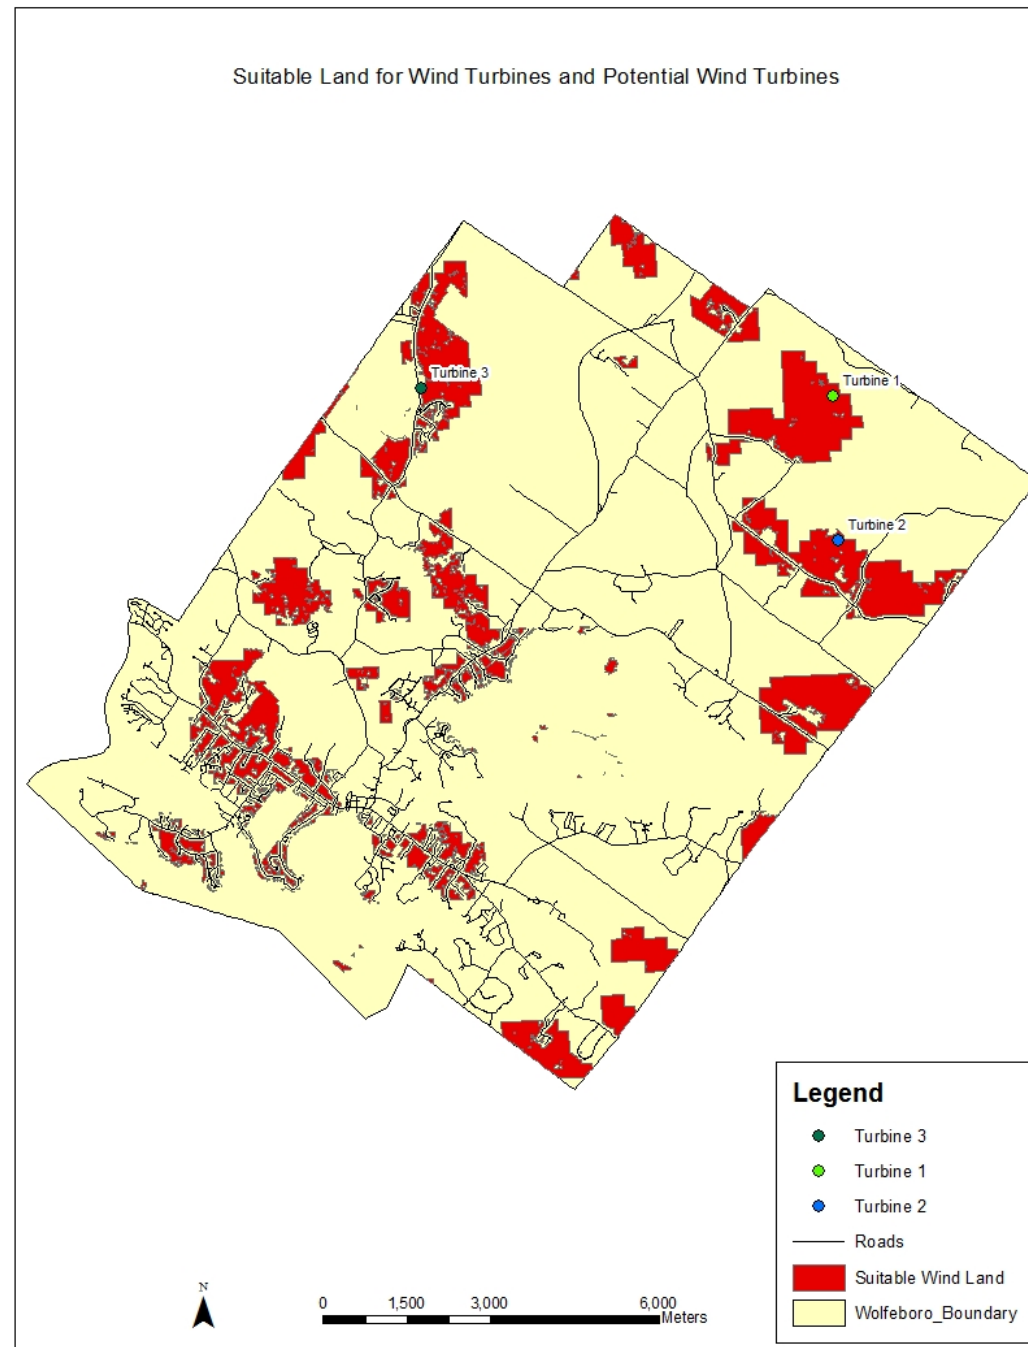 Suitable Land for Wind Turbines and Potential Wind Turbines
Turbine 3
Turbine 1
Turbine 2
Legend
Turbine 3
Turbine 1
Turbine 2
Roads
Suitable Wind Land
Wolfeboro_Boundary
N
0 1,500 3,000 6,000
Meters